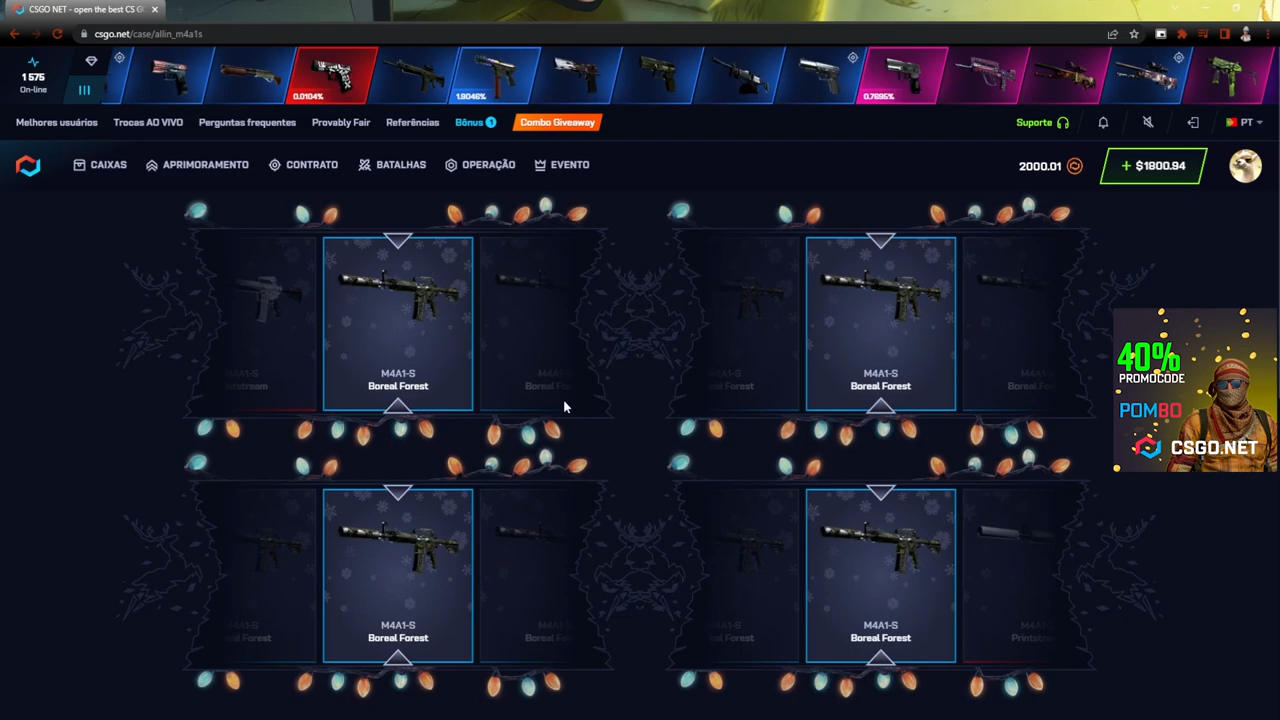 CSGO NET - open the best CS G
csgo.net/case/allin_m4a1s
1 575
On-line
0.0104%
1.9046%
0.7695%
Melhores usuários
Trocas AO VIVO
Perguntas frequentes
Provably Fair
Referências
Bônus 1
Combo Giveaway
Suporte
PT
CAIXAS
APRIMORAMENTO
CONTRATO
BATALHAS
OPERAÇÃO
EVENTO
2000.01
+ $1800.94
M4A1-S
Boreal Forest
M4A1-S
Boreal Forest
40%
PROMOCODE
POMBO
CSGO.NET
M4A1-S
Boreal Forest
M4A1-S
Boreal Forest